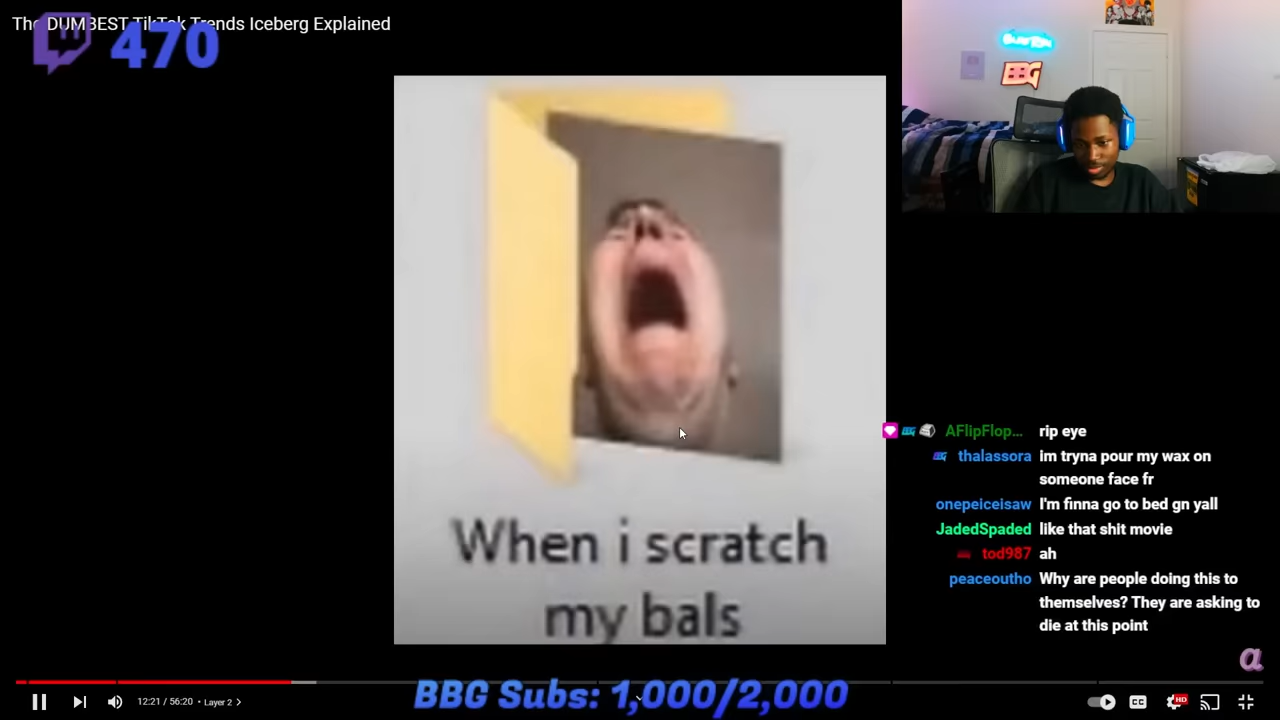 The DUMBEST TikTok Trends Iceberg Explained
470
BBG
When i scratch
my bals
AFlipFlop... rip eye
thalassora im tryna pour my wax on
someone face fr
onepeiceisaw I'm finna go to bed gn yall
JadedSpaded like that shit movie
tod987 ah
peaceoutho Why are people doing this to
themselves? They are asking to
die at this point
a
12:21 / 56:20 • Layer 2 >
BBG Subs: 1,000/2,000
CC
HD